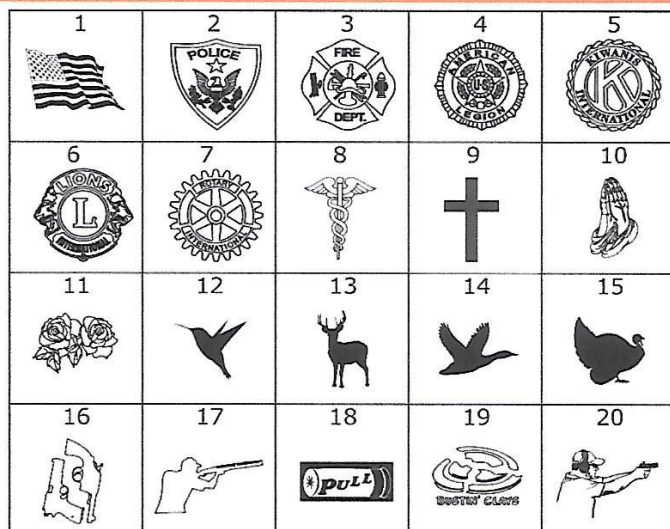 1 2 3 4 5
POLICE
FIRE
DEPT.
AMERICAN
LEGION
KIWANIS
K
INTERNATIONAL
6 7 8 9 10
LIONS
L
INTERNATIONAL
ROTARY
INTERNATIONAL
11 12 13 14 15
16 17 18 19 20
PULL
BUSTIN' CLAYS